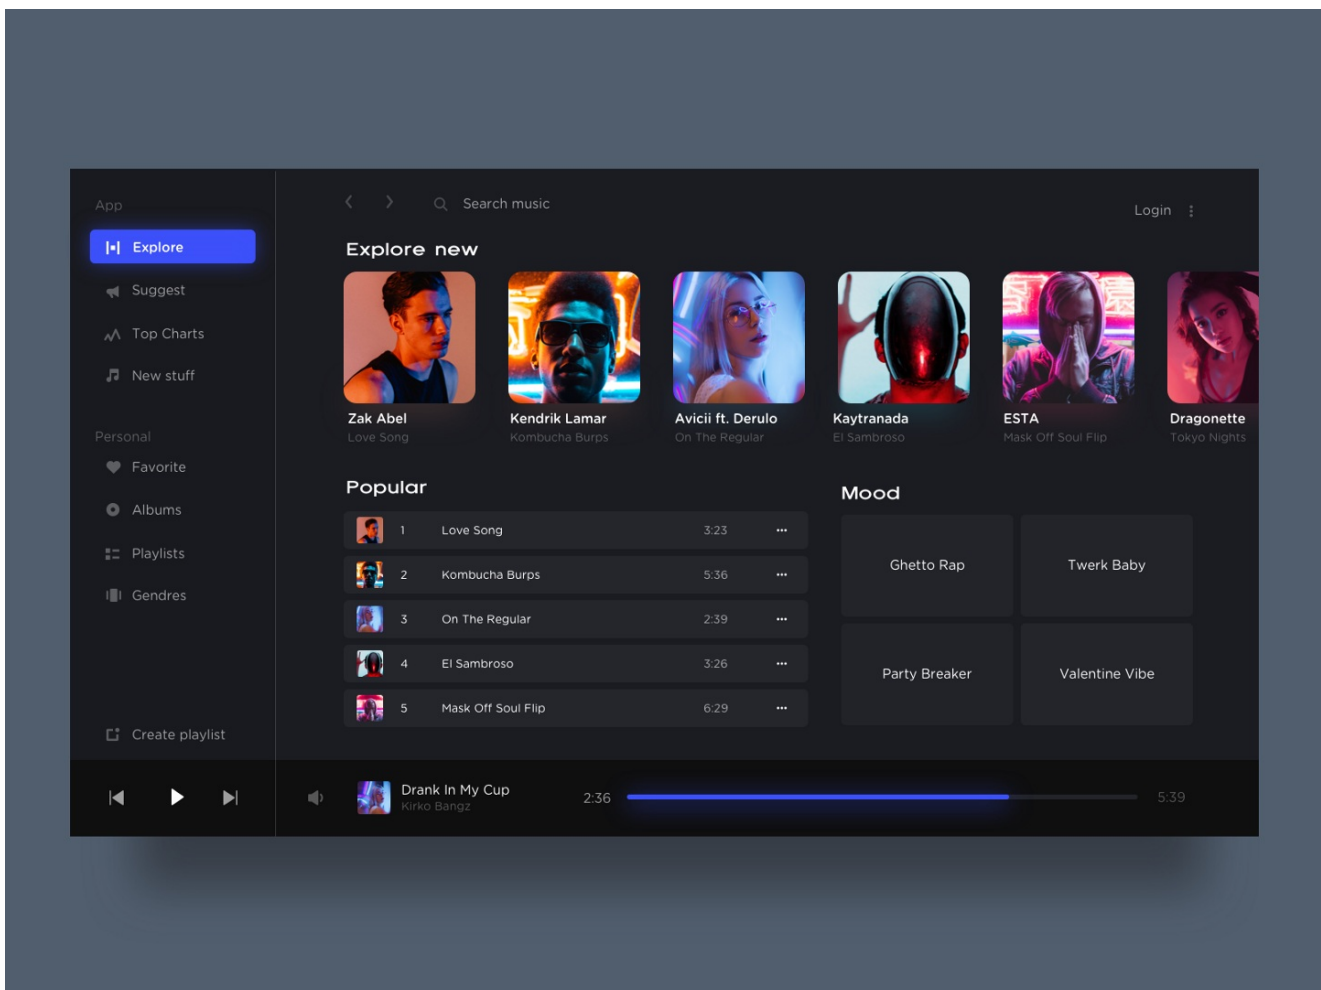 App
Explore
Suggest
Top Charts
New stuff
Personal
Favorite
Albums
Playlists
Gendres
Create playlist
Search music
Login
Explore new
Zak Abel
Love Song
Kendrik Lamar
Kombucha Burps
Avicii ft. Derulo
On The Regular
Kaytranada
El Sambroso
ESTA
Mask Off Soul Flip
Dragonette
Tokyo Nights
Popular
1 Love Song 3:23
2 Kombucha Burps 5:36
3 On The Regular 2:39
4 El Sambroso 3:26
5 Mask Off Soul Flip 6:29
Mood
Ghetto Rap
Twerk Baby
Party Breaker
Valentine Vibe
Drank In My Cup
Kirko Bangz
2:36
5:39